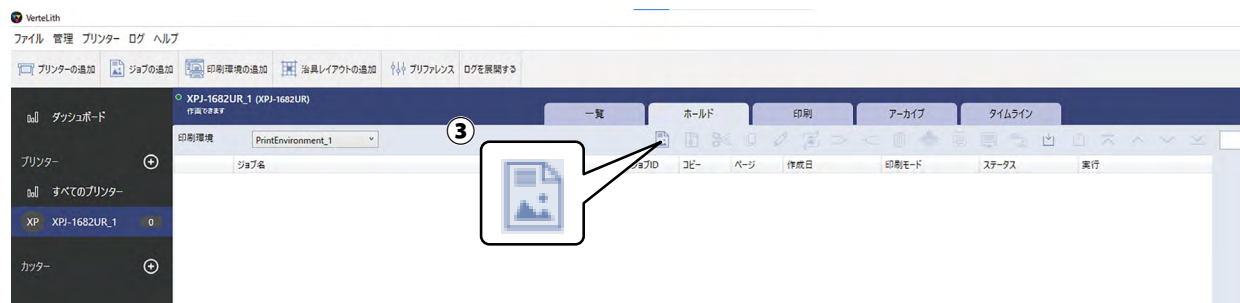 VerteLith
ファイル 管理 プリンター ログ ヘルプ
プリンターの追加 ジョブの追加 印刷環境の追加 治具レイアウトの追加 プリファレンス ログを展開する
XPJ-1682UR_1 (XPJ-1682UR)
作画できます
一覧 ホールド 印刷 アーカイブ タイムライン
ダッシュボード
印刷環境 PrintEnvironment_1
③
プリンター
ジョブ名 ジョブID コピー ページ 作成日 印刷モード ステータス 実行
すべてのプリンター
XP XPJ-1682UR_1 0
カッター